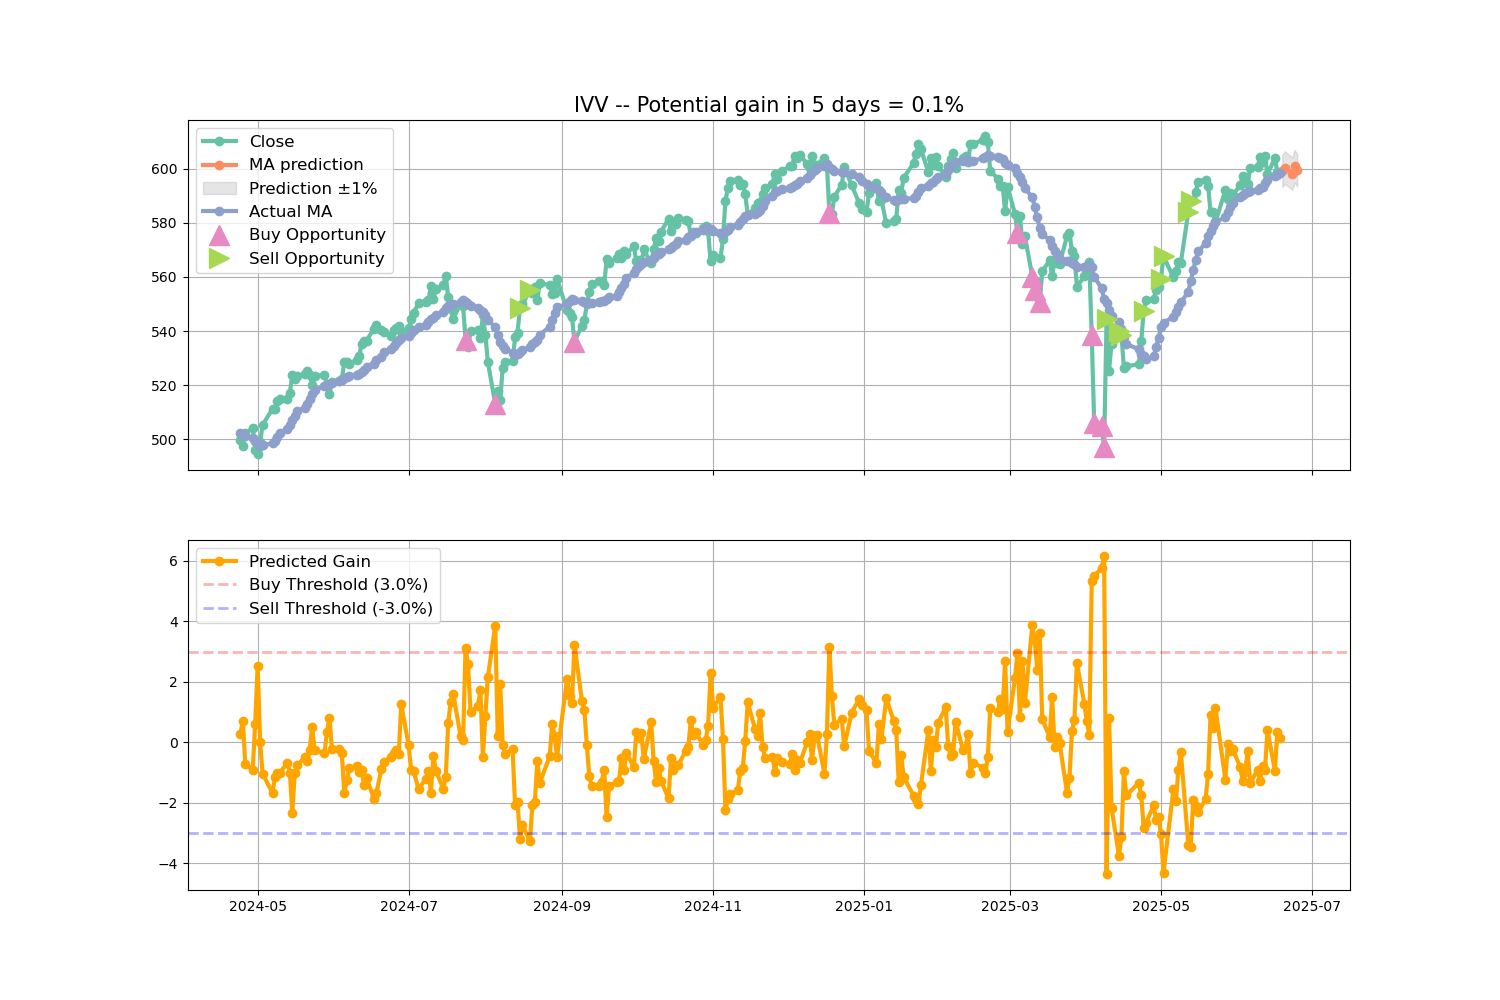 IVV -- Potential gain in 5 days = 0.1%
Close
MA prediction
Prediction ±1%
Actual MA
Buy Opportunity
Sell Opportunity
600
580
560
540
520
500
Predicted Gain
Buy Threshold (3.0%)
Sell Threshold (-3.0%)
6
4
2
0
−2
−4
2024-05
2024-07
2024-09
2024-11
2025-01
2025-03
2025-05
2025-07